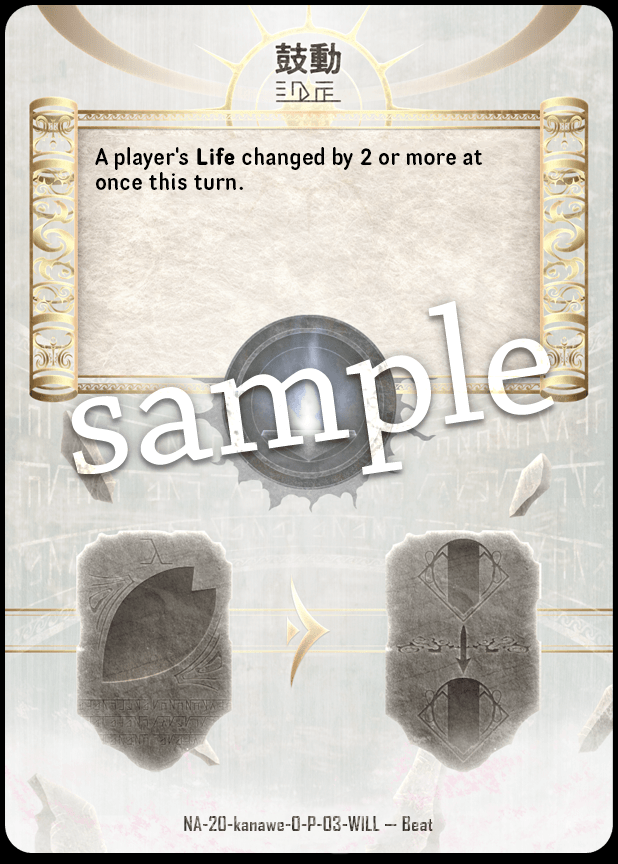 鼓動
A player's Life changed by 2 or more at
once this turn.
sample
NA-20-kanawe-O-P-03-WILL — Beat